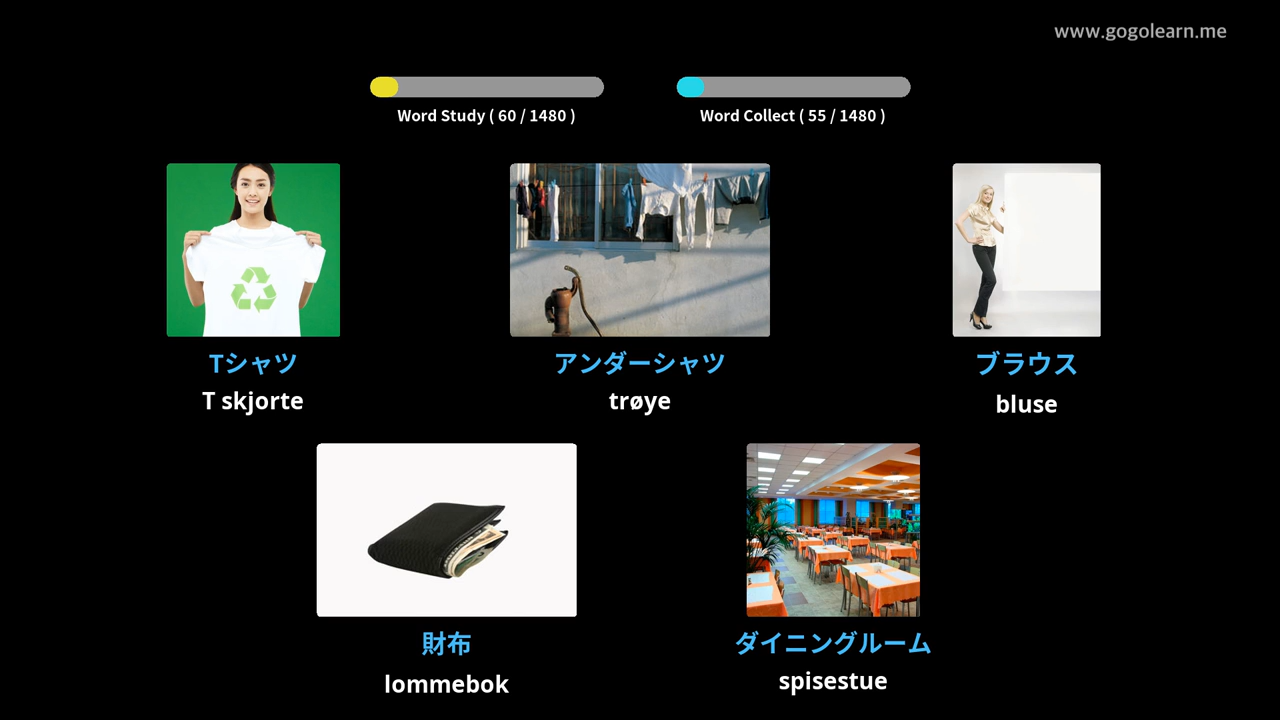 www.gogolearn.me
Word Study ( 60 / 1480 )
Word Collect ( 55 / 1480 )
Tシャツ
T skjorte
アンダーシャツ
trøye
ブラウス
bluse
財布
lommebok
ダイニングルーム
spisestue